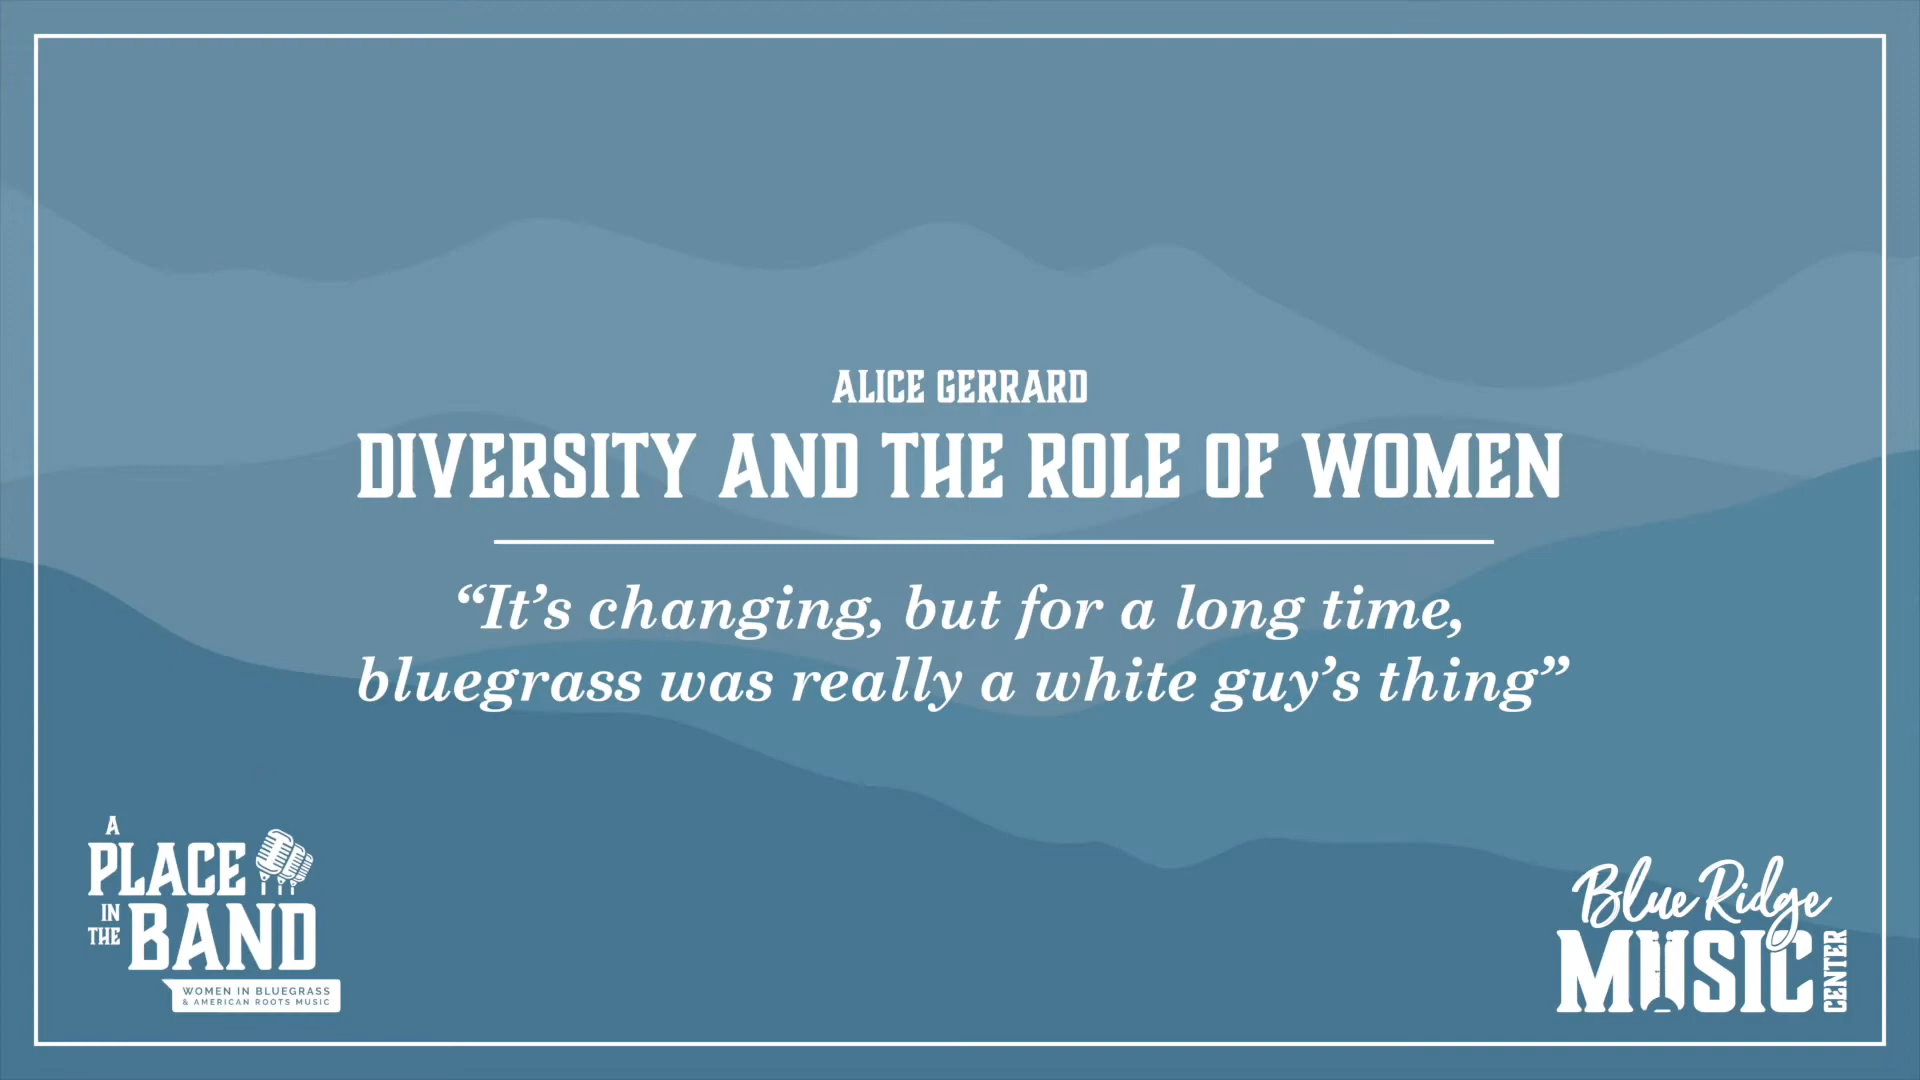 ALICE GERRARD
DIVERSITY AND THE ROLE OF WOMEN
“It’s changing, but for a long time,
bluegrass was really a white guy’s thing”
A
PLACE
IN
THE
BAND
WOMEN IN BLUEGRASS
& AMERICAN ROOTS MUSIC
Blue Ridge
MUSIC
CENTER